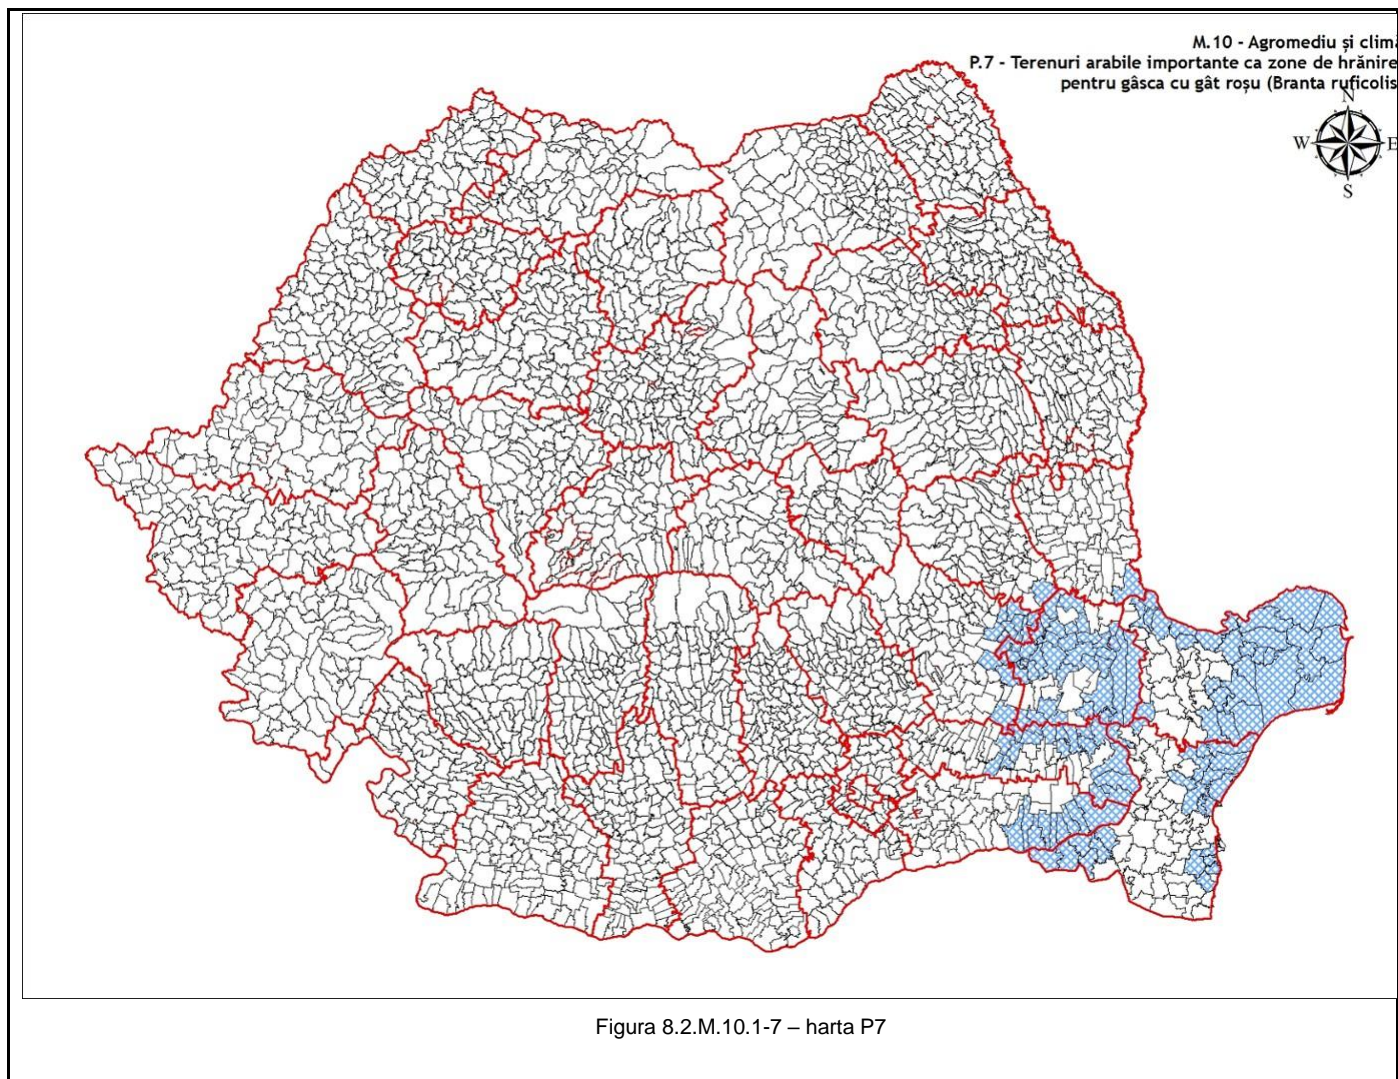 M.10 - Agromediu și climă
P.7 - Terenuri arabile importante ca zone de hrănire
pentru gâsca cu gât roșu (Branta ruficolis
N
W
E
S
Figura 8.2.M.10.1-7 – harta P7